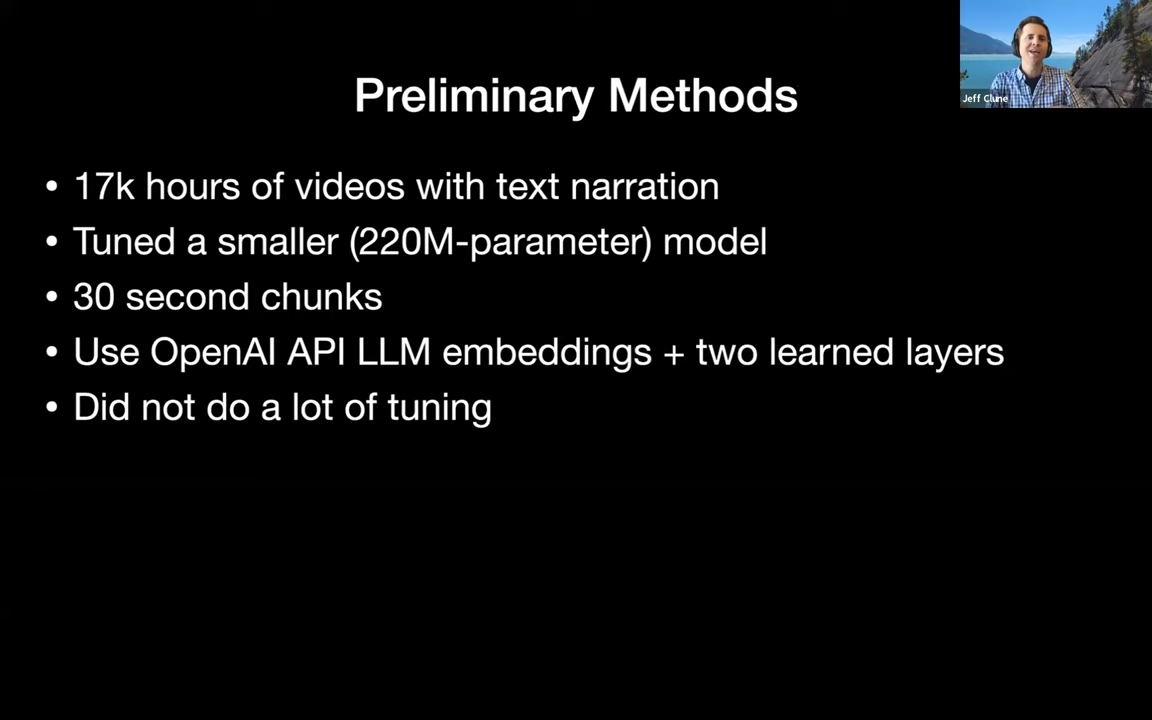 Preliminary Methods
Jeff Clune
• 17k hours of videos with text narration
• Tuned a smaller (220M-parameter) model
• 30 second chunks
• Use OpenAI API LLM embeddings + two learned layers
• Did not do a lot of tuning